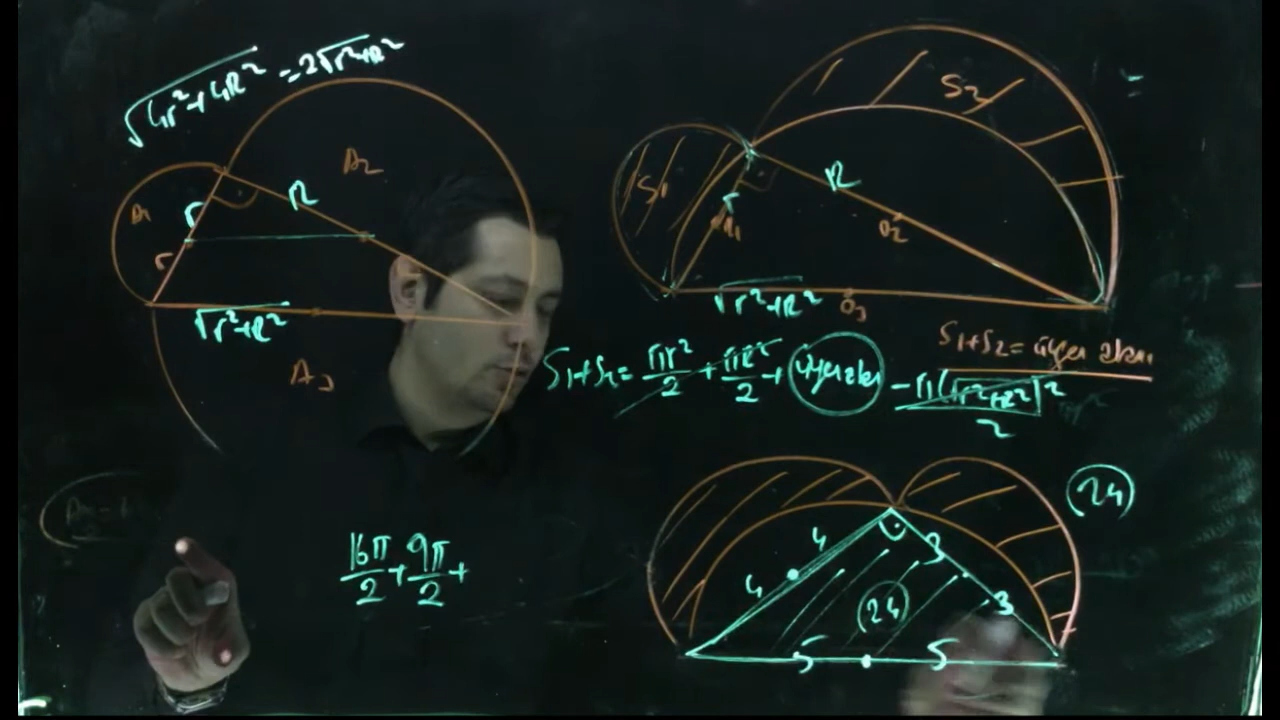 √4r²+4R² = 2√r²+R²
A1
A2
r
R
r
√r²+R²
A3
S1
S2
r
R
O1
O2
√r²+R²
O3
S1+S2 = üçgen alanı
S1+S2 = πr²/2 + πR²/2 + üçgen alanı - π(√r²+R²)²/2
24
4
3
4
24
3
5
5
16π/2 + 9π/2 +